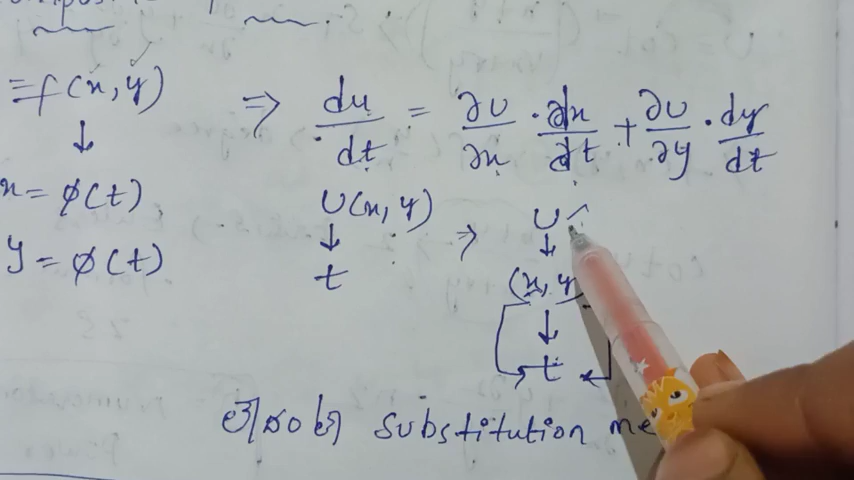 = f(x, y) ⇒ du/dt = ∂u/∂x · dx/dt + ∂u/∂y · dy/dt
↓
x = φ(t)
y = φ(t)
U(x, y) ⇒ U
↓ ↓
t (x, y
↓
t
substitution me